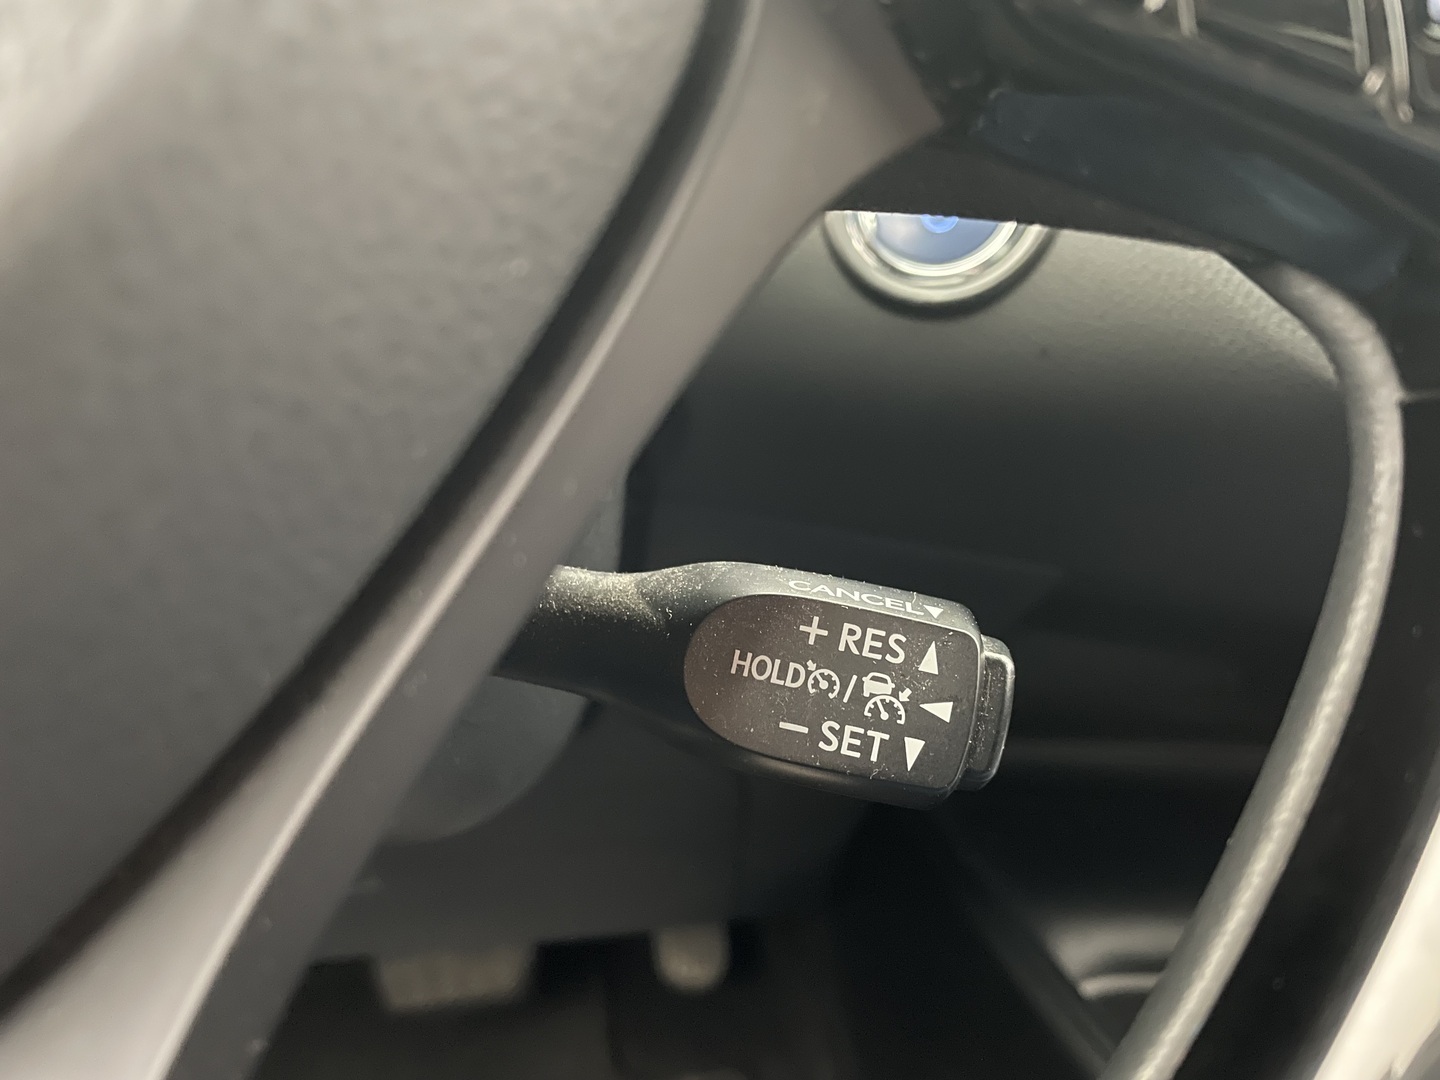 CANCEL
+ RES
HOLD /
− SET